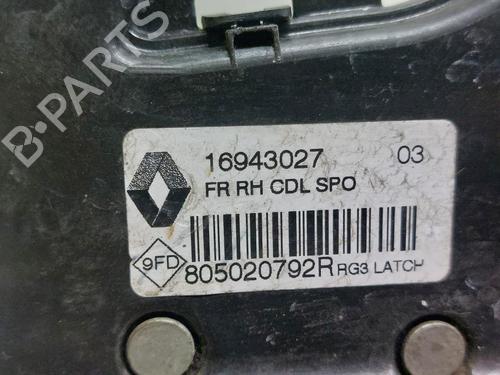 B-PARTS
16943027 03
FR RH CDL SPO
9FD
805020792R RG3 LATCH